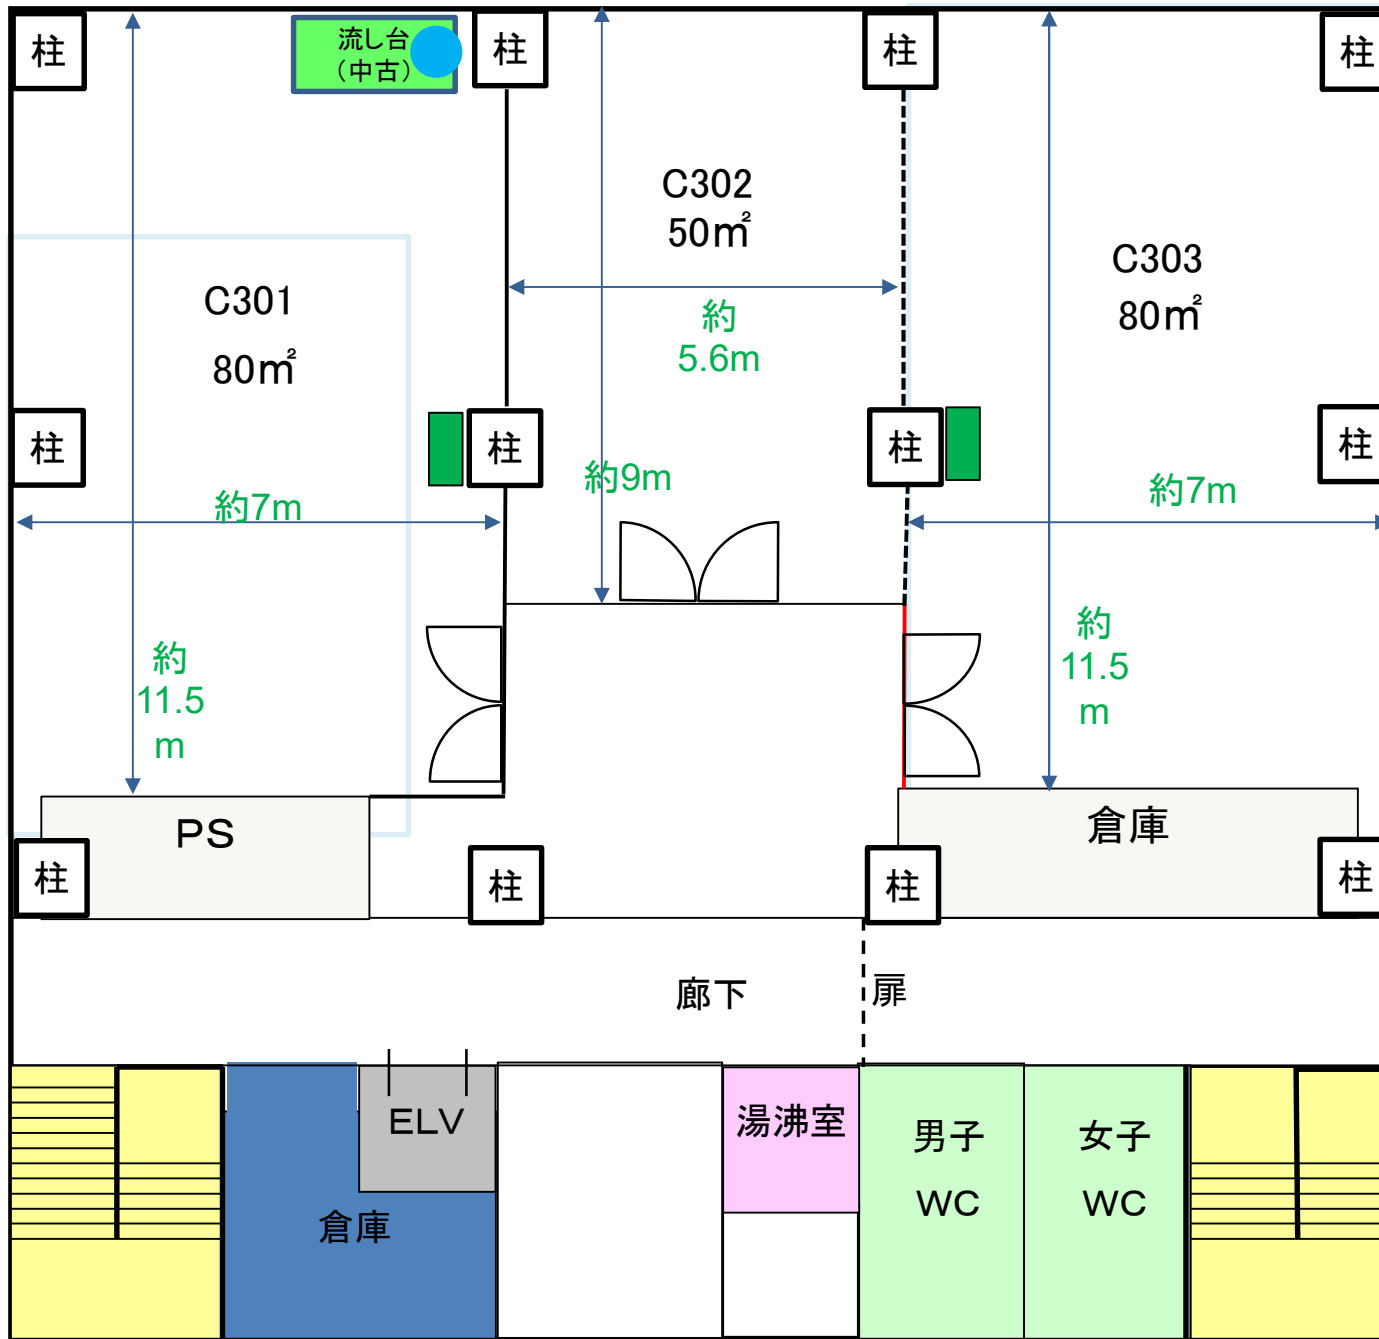 柱
流し台
（中古）
柱
柱
柱
C302
50㎡
C303
80㎡
C301
80㎡
約
5.6m
柱
柱
柱
柱
約9m
約7m
約7m
約
11.5
m
約
11.5
m
PS
倉庫
柱
柱
柱
柱
廊下
扉
ELV
湯沸室
男子
WC
女子
WC
倉庫